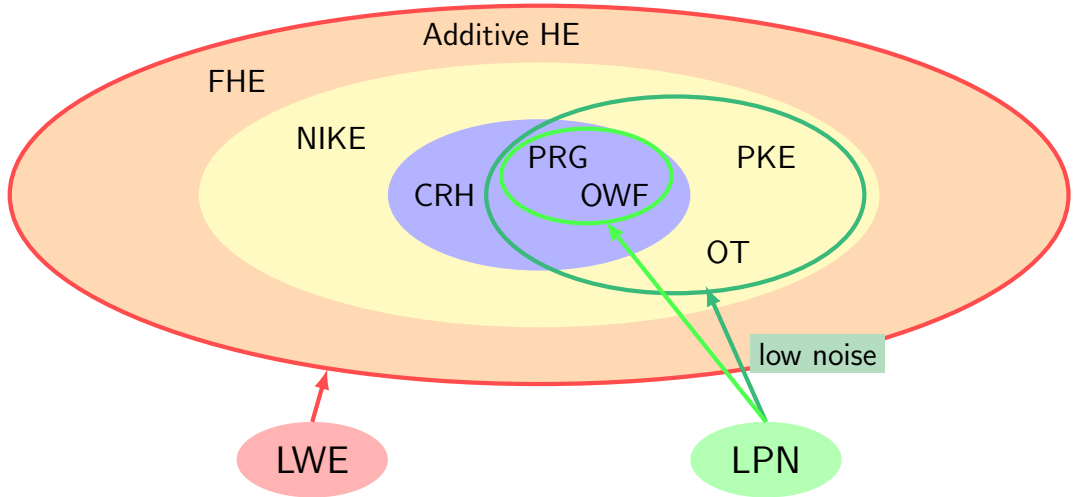 Additive HE
FHE
NIKE
PRG
PKE
CRH
OWF
OT
low noise
LWE
LPN